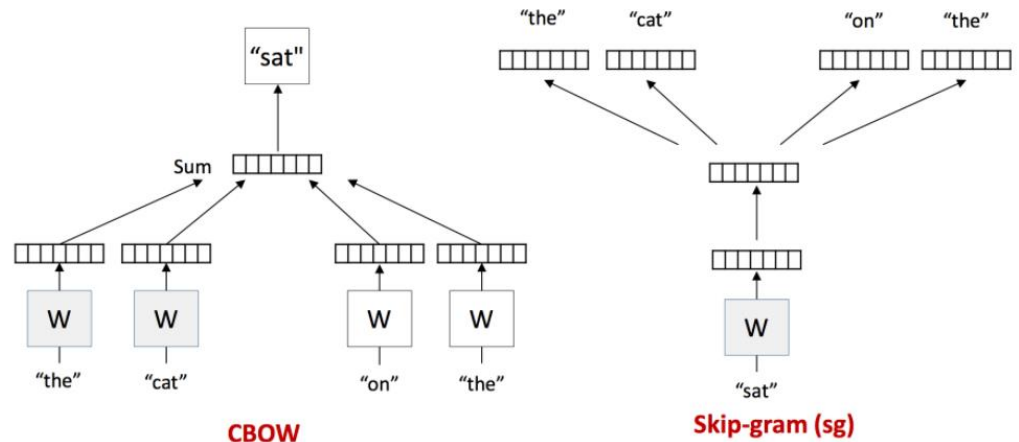 “sat"
Sum
W W W W
“the” “cat” “on” “the”
CBOW
“the” “cat” “on” “the”
W
“sat”
Skip-gram (sg)